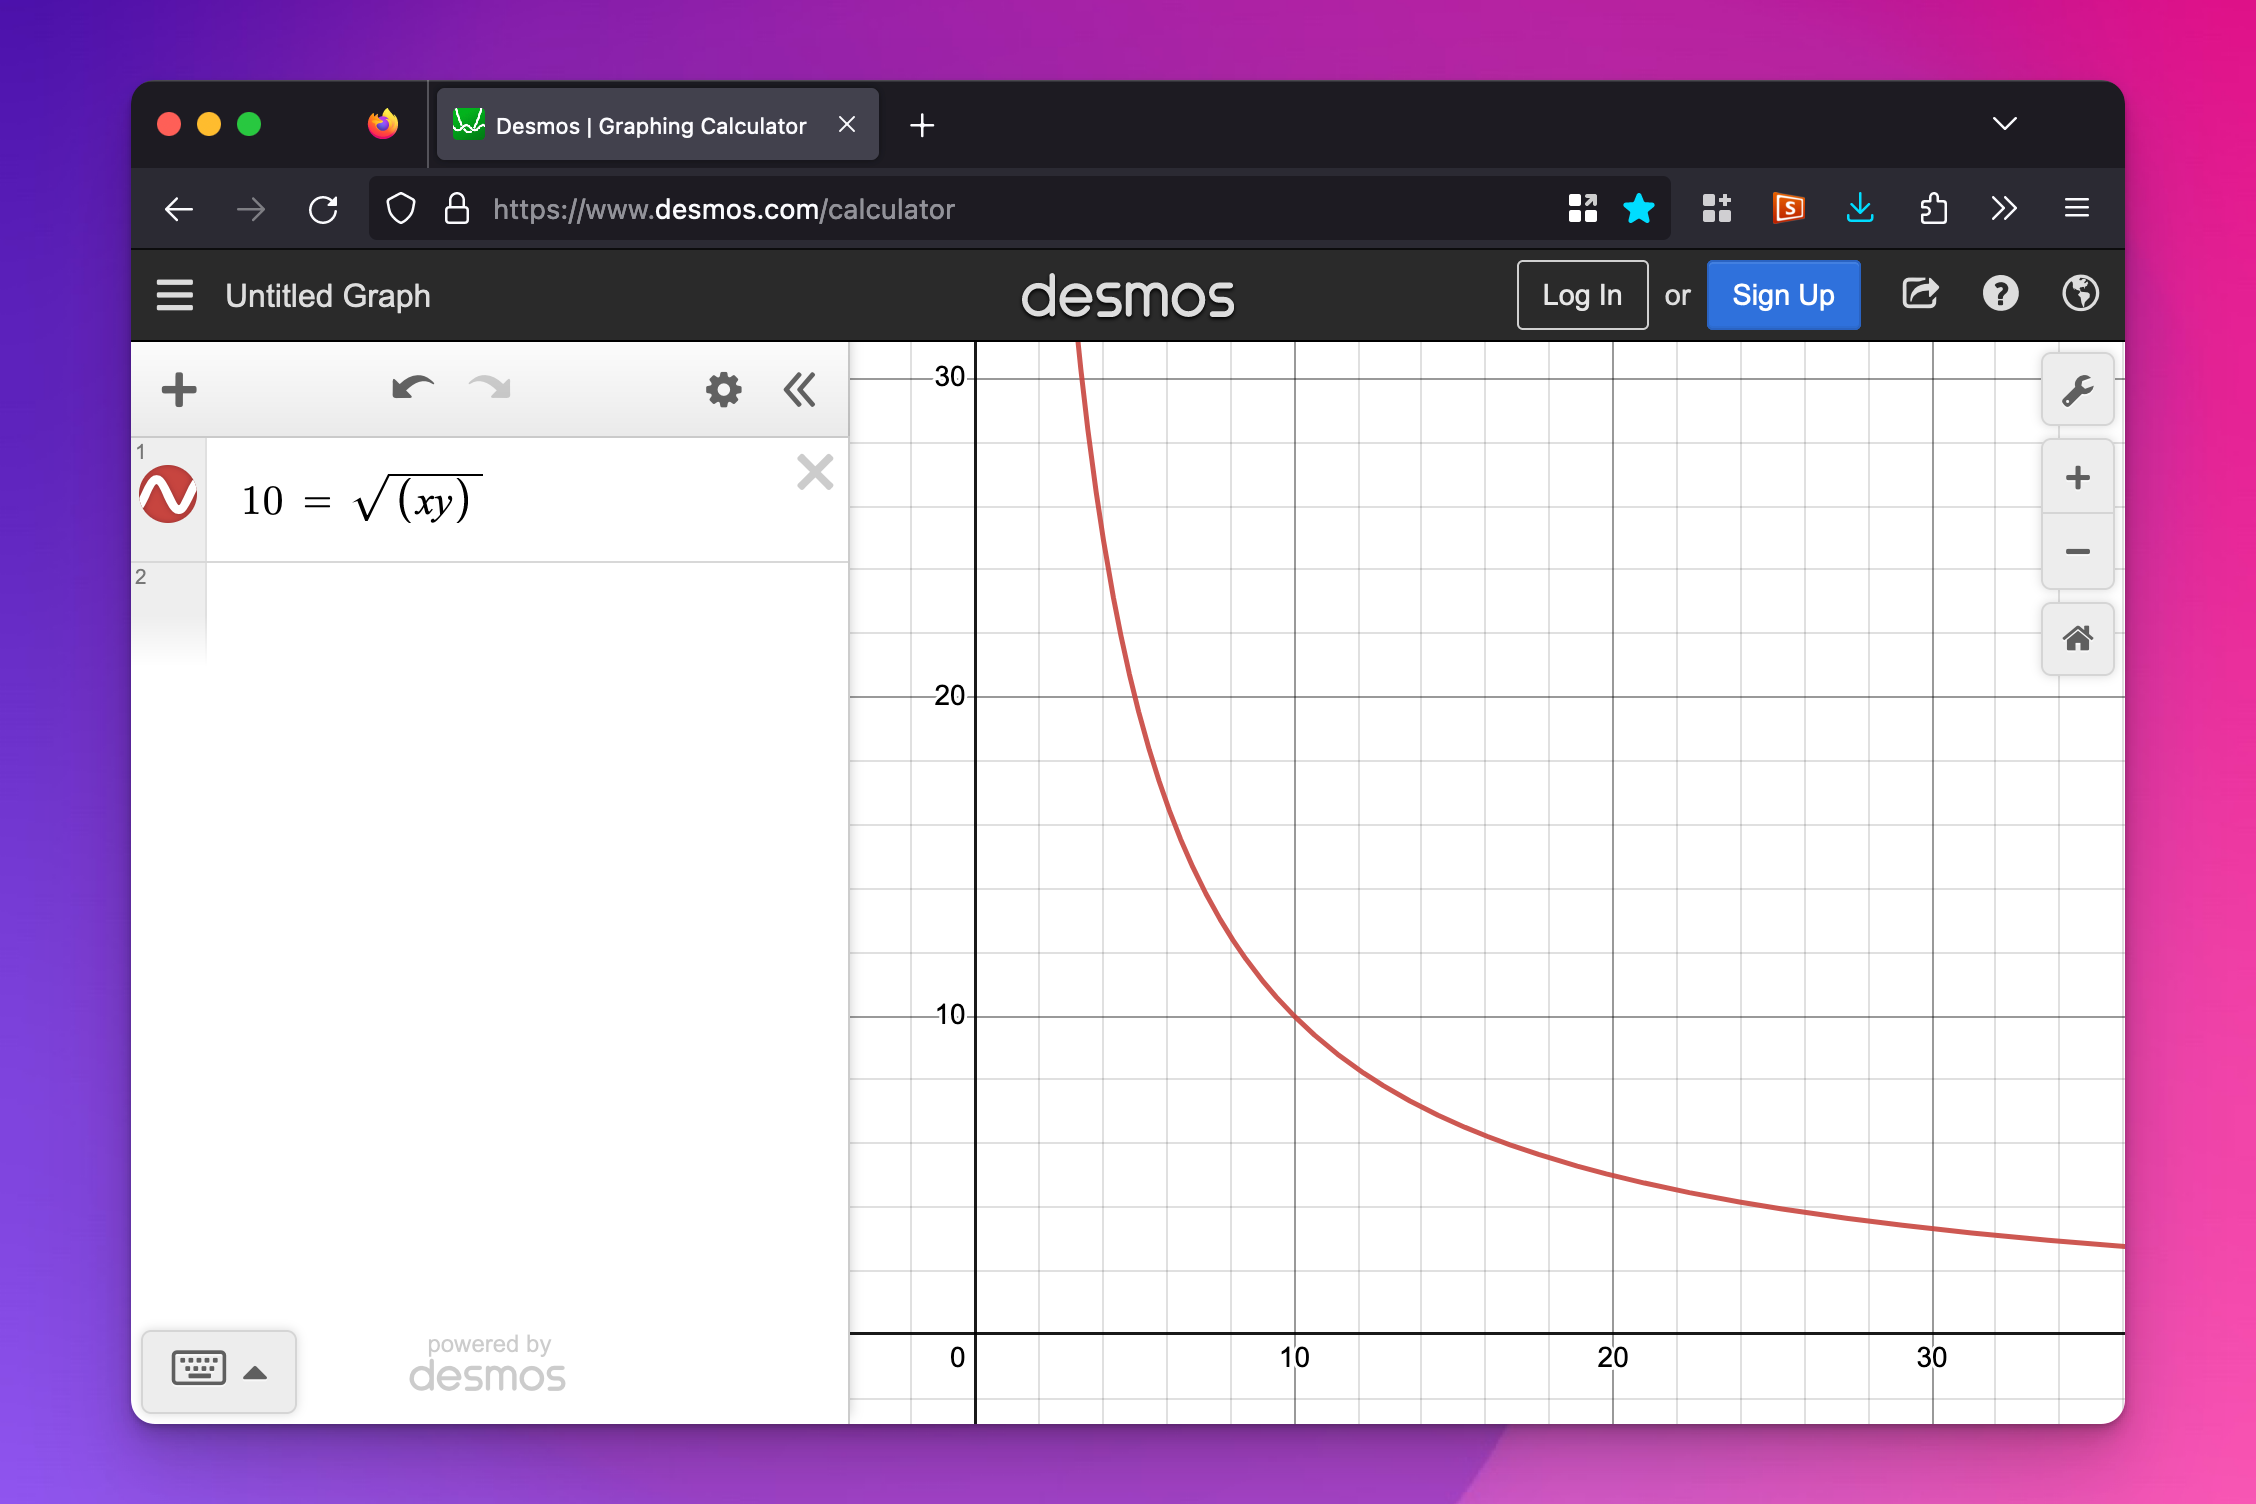 Desmos | Graphing Calculator
https://www.desmos.com/calculator
Untitled Graph
desmos
Log In or Sign Up
1
10 = √(xy)
2
powered by
desmos
30
20
10
0 10 20 30